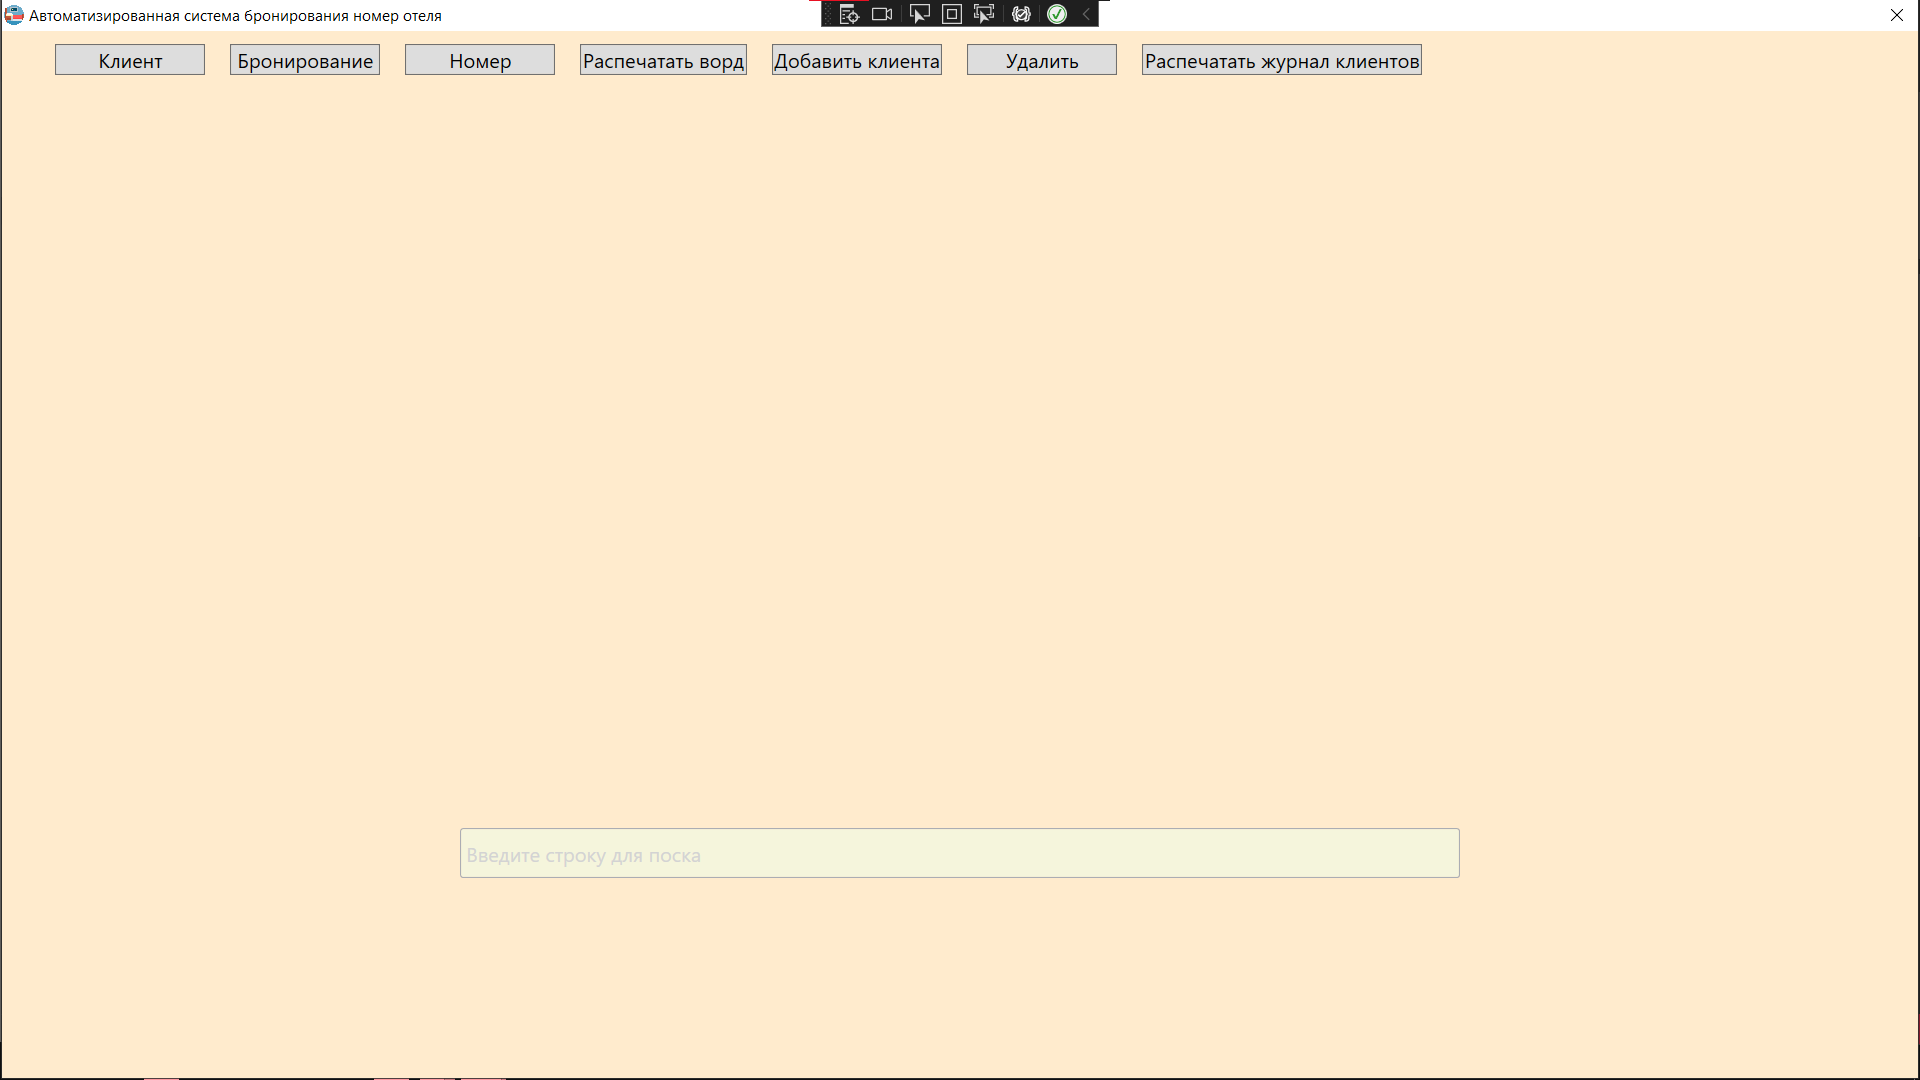 Автоматизированная система бронирования номер отеля
Клиент
Бронирование
Номер
Распечатать ворд
Добавить клиента
Удалить
Распечатать журнал клиентов
Введите строку для поска